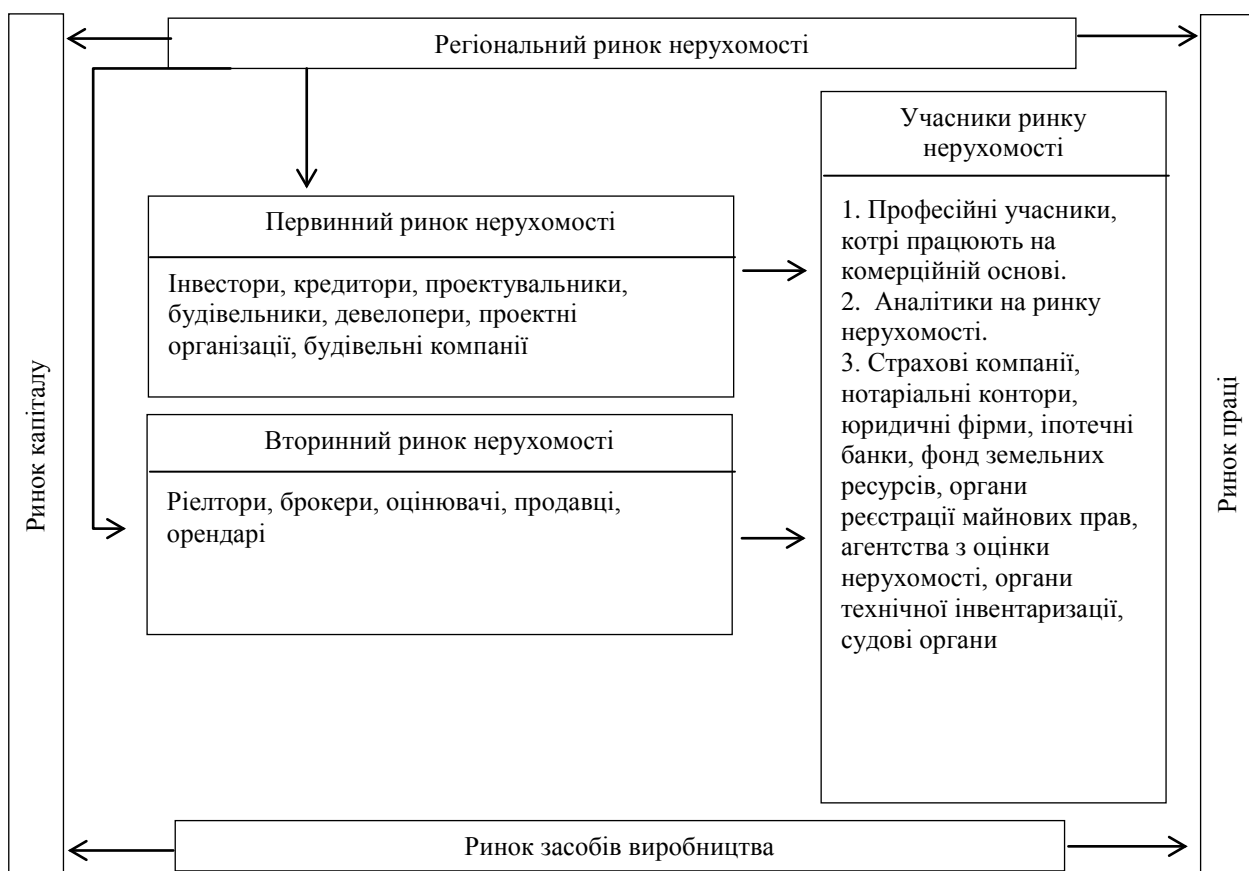 Регіональний ринок нерухомості
Ринок капіталу
Первинний ринок нерухомості
Інвестори, кредитори, проектувальники,
будівельники, девелопери, проектні
організації, будівельні компанії
Вторинний ринок нерухомості
Ріелтори, брокери, оцінювачі, продавці,
орендарі
Учасники ринку
нерухомості
1. Професійні учасники,
котрі працюють на
комерційній основі.
2. Аналітики на ринку
нерухомості.
3. Страхові компанії,
нотаріальні контори,
юридичні фірми, іпотечні
банки, фонд земельних
ресурсів, органи
реєстрації майнових прав,
агентства з оцінки
нерухомості, органи
технічної інвентаризації,
судові органи
Ринок праці
Ринок засобів виробництва